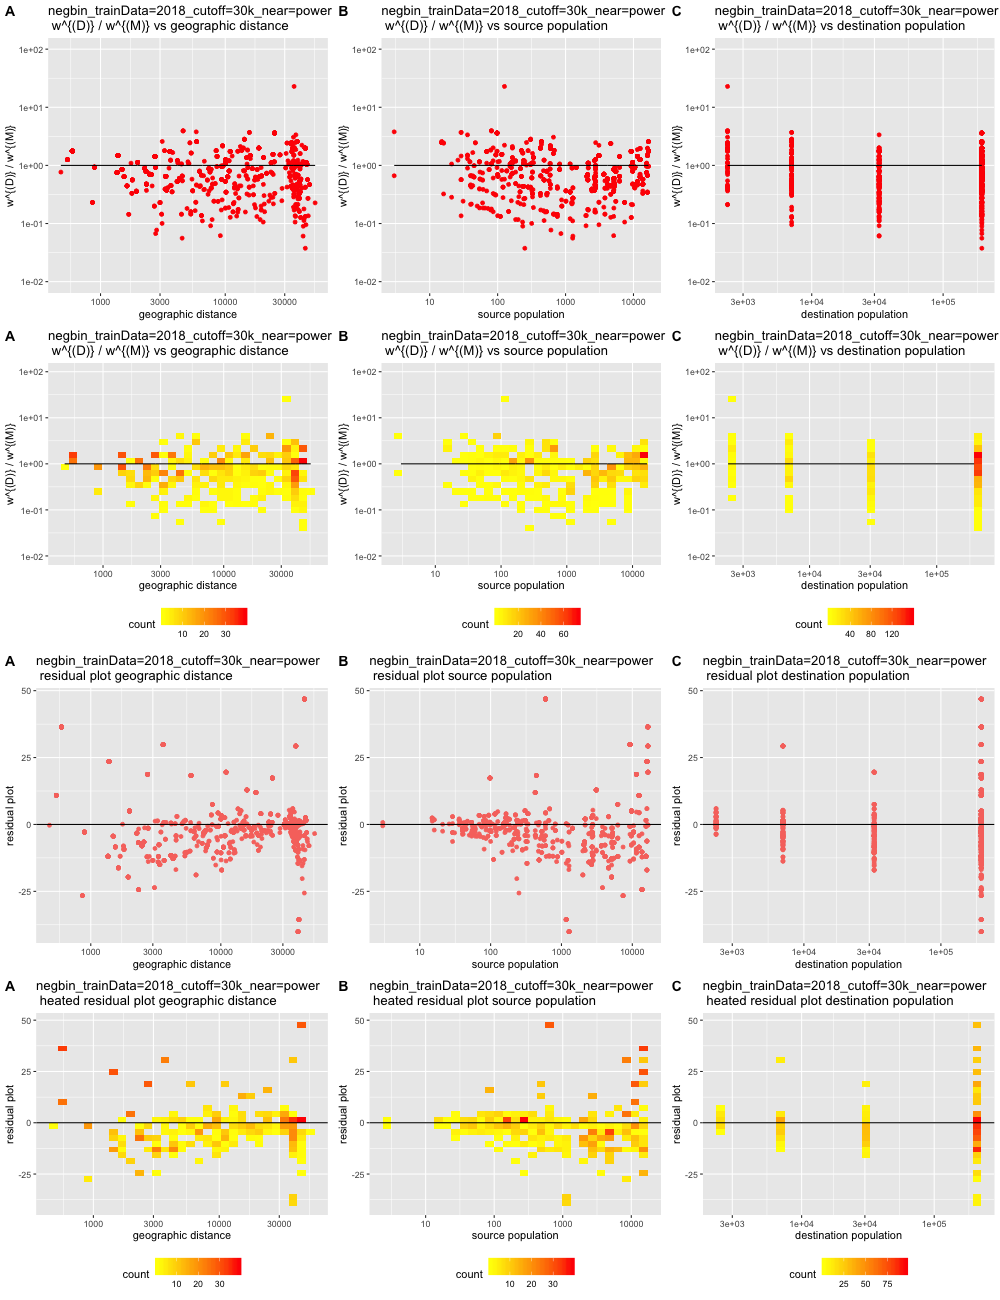 A
negbin_trainData=2018_cutoff=30k_near=power
w^{(D)} / w^{(M)} vs geographic distance
1e+02
1e+01
1e+00
1e-01
1e-02
w^{(D)} / w^{(M)}
1000
3000
10000
30000
geographic distance
B
negbin_trainData=2018_cutoff=30k_near=power
w^{(D)} / w^{(M)} vs source population
1e+02
1e+01
1e+00
1e-01
1e-02
w^{(D)} / w^{(M)}
10
100
1000
10000
source population
C
negbin_trainData=2018_cutoff=30k_near=power
w^{(D)} / w^{(M)} vs destination population
1e+02
1e+01
1e+00
1e-01
1e-02
w^{(D)} / w^{(M)}
3e+03
1e+04
3e+04
1e+05
destination population
A
negbin_trainData=2018_cutoff=30k_near=power
w^{(D)} / w^{(M)} vs geographic distance
1e+02
1e+01
1e+00
1e-01
1e-02
w^{(D)} / w^{(M)}
1000
3000
10000
30000
geographic distance
count
10
20
30
B
negbin_trainData=2018_cutoff=30k_near=power
w^{(D)} / w^{(M)} vs source population
1e+02
1e+01
1e+00
1e-01
1e-02
w^{(D)} / w^{(M)}
10
100
1000
10000
source population
count
20
40
60
C
negbin_trainData=2018_cutoff=30k_near=power
w^{(D)} / w^{(M)} vs destination population
1e+02
1e+01
1e+00
1e-01
1e-02
w^{(D)} / w^{(M)}
3e+03
1e+04
3e+04
1e+05
destination population
count
40
80
120
A
negbin_trainData=2018_cutoff=30k_near=power
residual plot geographic distance
50
25
0
-25
residual plot
1000
3000
10000
30000
geographic distance
B
negbin_trainData=2018_cutoff=30k_near=power
residual plot source population
50
25
0
-25
residual plot
10
100
1000
10000
source population
C
negbin_trainData=2018_cutoff=30k_near=power
residual plot destination population
50
25
0
-25
residual plot
3e+03
1e+04
3e+04
1e+05
destination population
A
negbin_trainData=2018_cutoff=30k_near=power
heated residual plot geographic distance
50
25
0
-25
residual plot
1000
3000
10000
30000
geographic distance
count
10
20
30
B
negbin_trainData=2018_cutoff=30k_near=power
heated residual plot source population
50
25
0
-25
residual plot
10
100
1000
10000
source population
count
10
20
30
C
negbin_trainData=2018_cutoff=30k_near=power
heated residual plot destination population
50
25
0
-25
residual plot
3e+03
1e+04
3e+04
1e+05
destination population
count
25
50
75